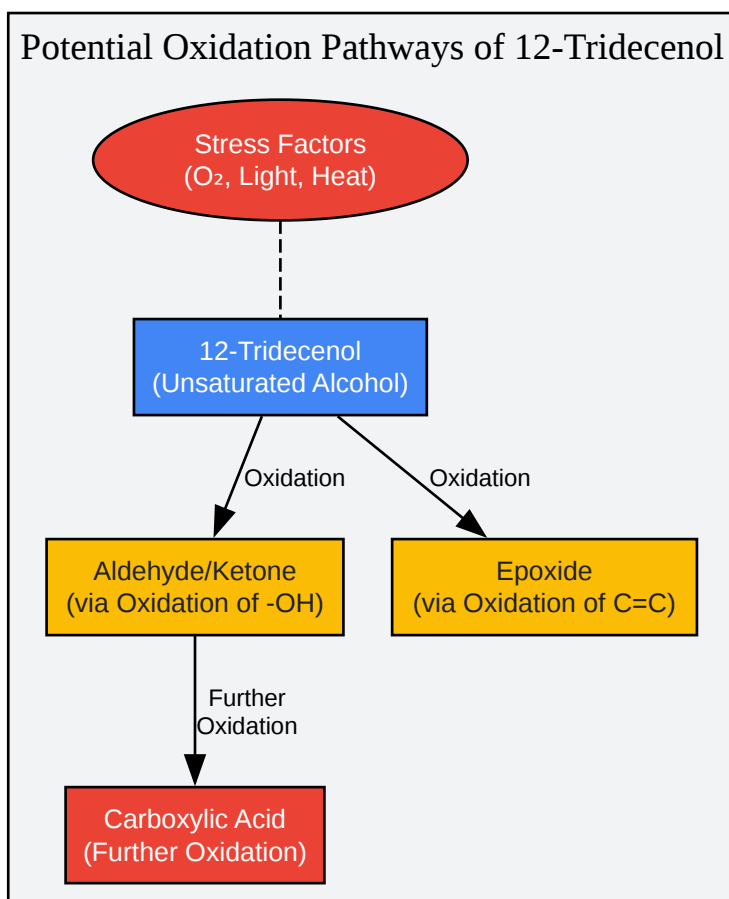 Potential Oxidation Pathways of 12-Tridecenol
Stress Factors
(O₂, Light, Heat)
12-Tridecenol
(Unsaturated Alcohol)
Oxidation
Oxidation
Aldehyde/Ketone
(via Oxidation of -OH)
Epoxide
(via Oxidation of C=C)
Further
Oxidation
Carboxylic Acid
(Further Oxidation)